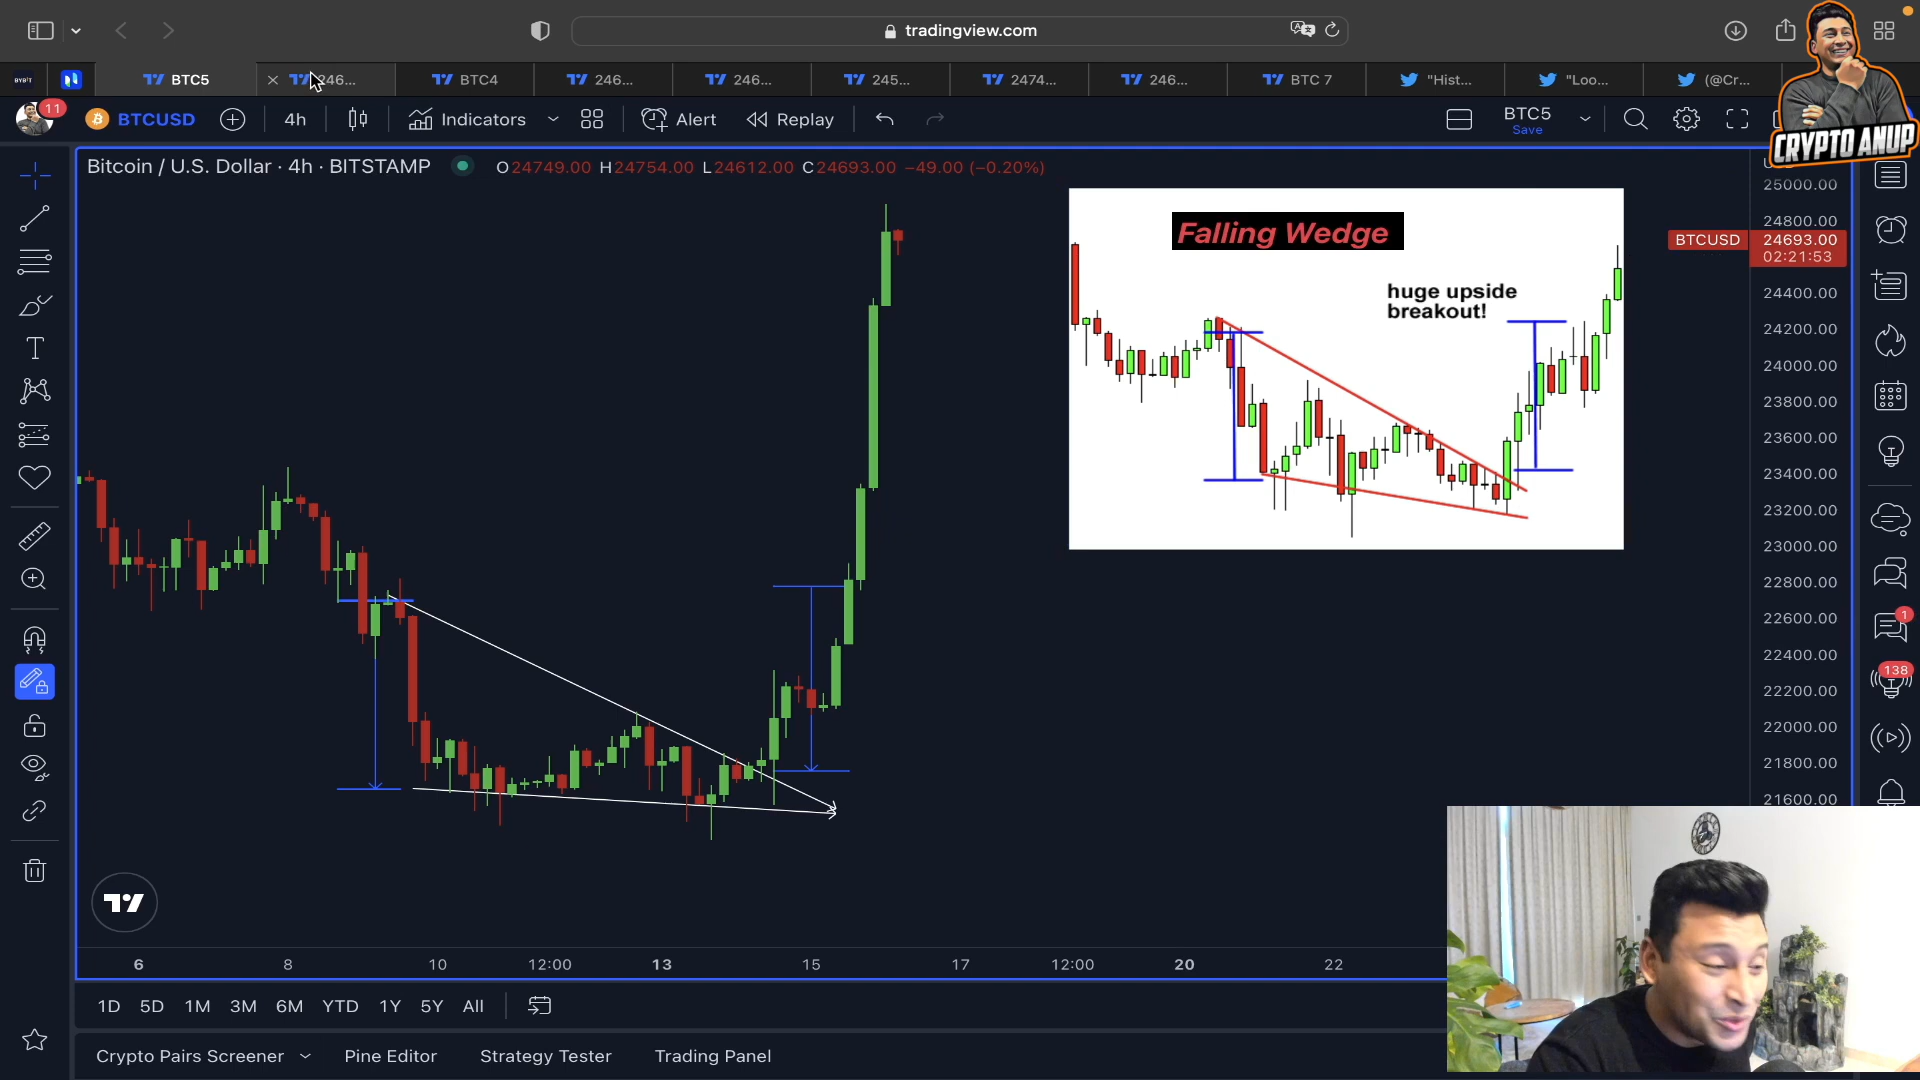 tradingview.com
BYBIT
BTC5
246...
BTC4
246...
246...
245...
2474...
246...
BTC 7
"Hist...
"Loo...
(@Cr...
11
BTCUSD
4h
Indicators
Alert
Replay
BTC5
Save
CRYPTO ANUP
Bitcoin / U.S. Dollar · 4h · BITSTAMP
O24749.00 H24754.00 L24612.00 C24693.00 −49.00 (−0.20%)
Falling Wedge
huge upside
breakout!
25000.00
24800.00
BTCUSD
24693.00
02:21:53
24400.00
24200.00
24000.00
23800.00
23600.00
23400.00
23200.00
23000.00
22800.00
22600.00
22400.00
22200.00
22000.00
21800.00
21600.00
1
138
6
8
10
12:00
13
15
17
12:00
20
22
1D
5D
1M
3M
6M
YTD
1Y
5Y
All
Crypto Pairs Screener
Pine Editor
Strategy Tester
Trading Panel